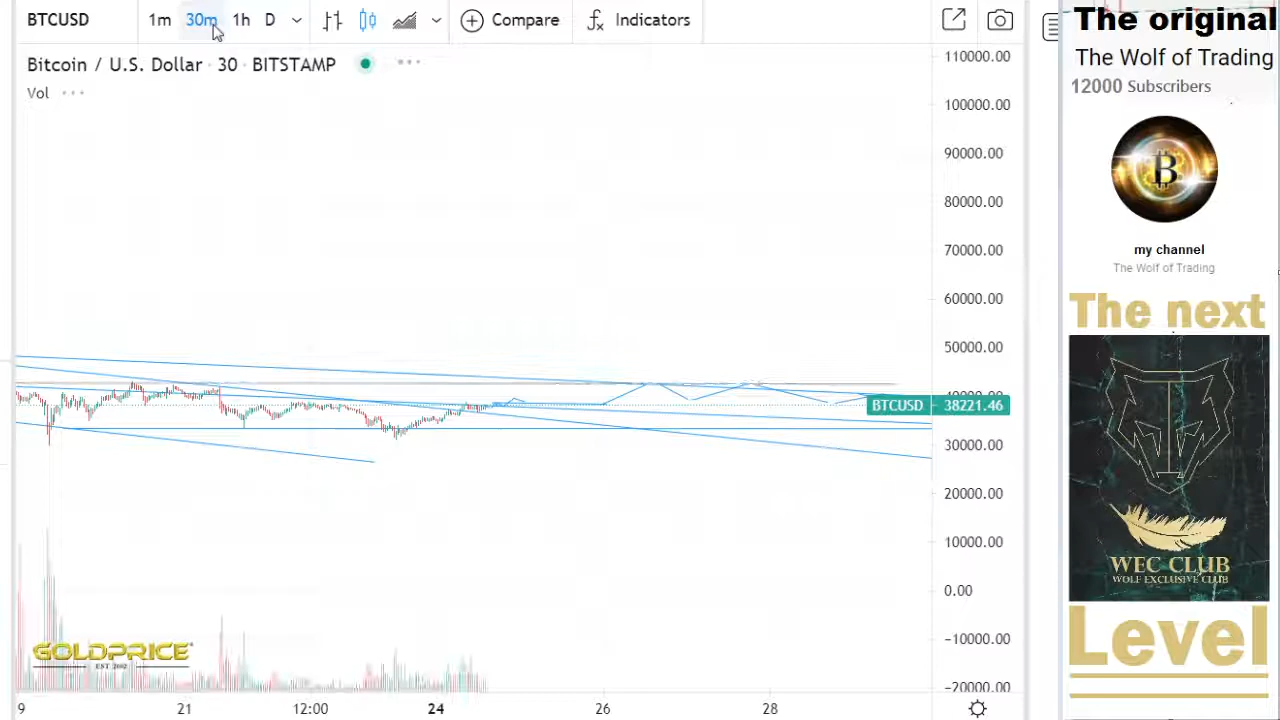 BTCUSD 1m 30m 1h D Compare Indicators
Bitcoin / U.S. Dollar · 30 · BITSTAMP
Vol
110000.00
100000.00
90000.00
80000.00
70000.00
60000.00
50000.00
BTCUSD 38221.46
30000.00
20000.00
10000.00
0.00
−10000.00
−20000.00
9 21 12:00 24 26 28
GOLDPRICE
EST 2002
The original
The Wolf of Trading
12000 Subscribers
B
my channel
The Wolf of Trading
The next
WEC CLUB
WOLF EXCLUSIVE CLUB
Level